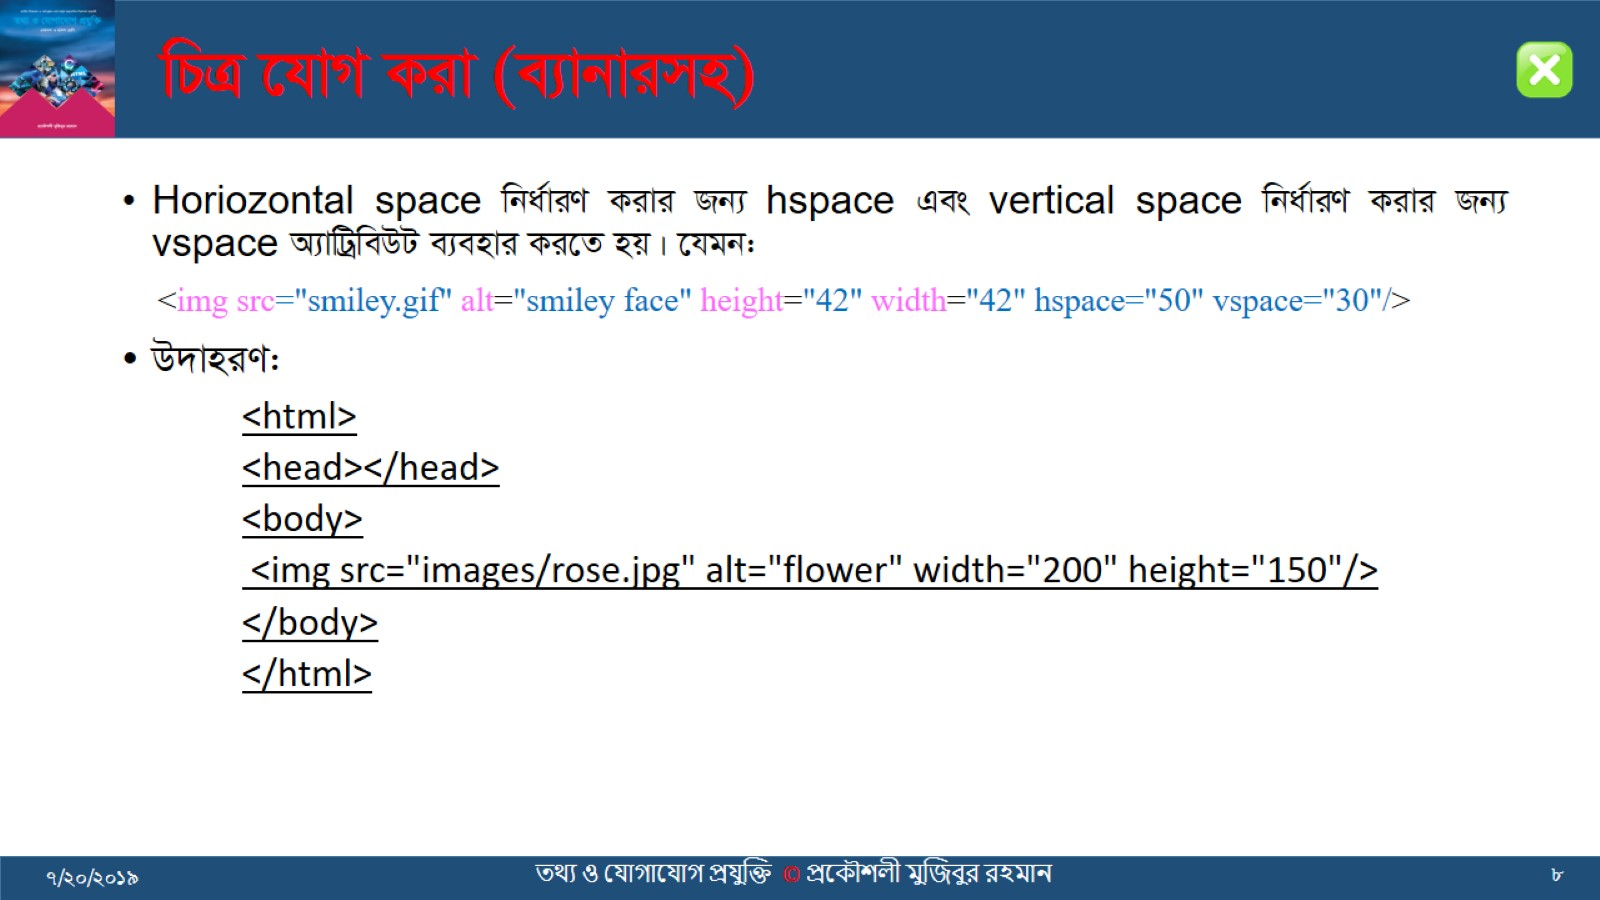 তথ্য ও যোগাযোগ প্রযুক্তি
চিত্র যোগ করা (ব্যানারসহ)
• Horiozontal space নির্ধারণ করার জন্য hspace এবং vertical space নির্ধারণ করার জন্য
vspace অ্যাট্রিবিউট ব্যবহার করতে হয়। যেমন:
<img src="smiley.gif" alt="smiley face" height="42" width="42" hspace="50" vspace="30"/>
• উদাহরণ:
<html>
<head></head>
<body>
<img src="images/rose.jpg" alt="flower" width="200" height="150"/>
</body>
</html>
৭/২০/২০১৯
তথ্য ও যোগাযোগ প্রযুক্তি © প্রকৌশলী মুজিবুর রহমান
৮